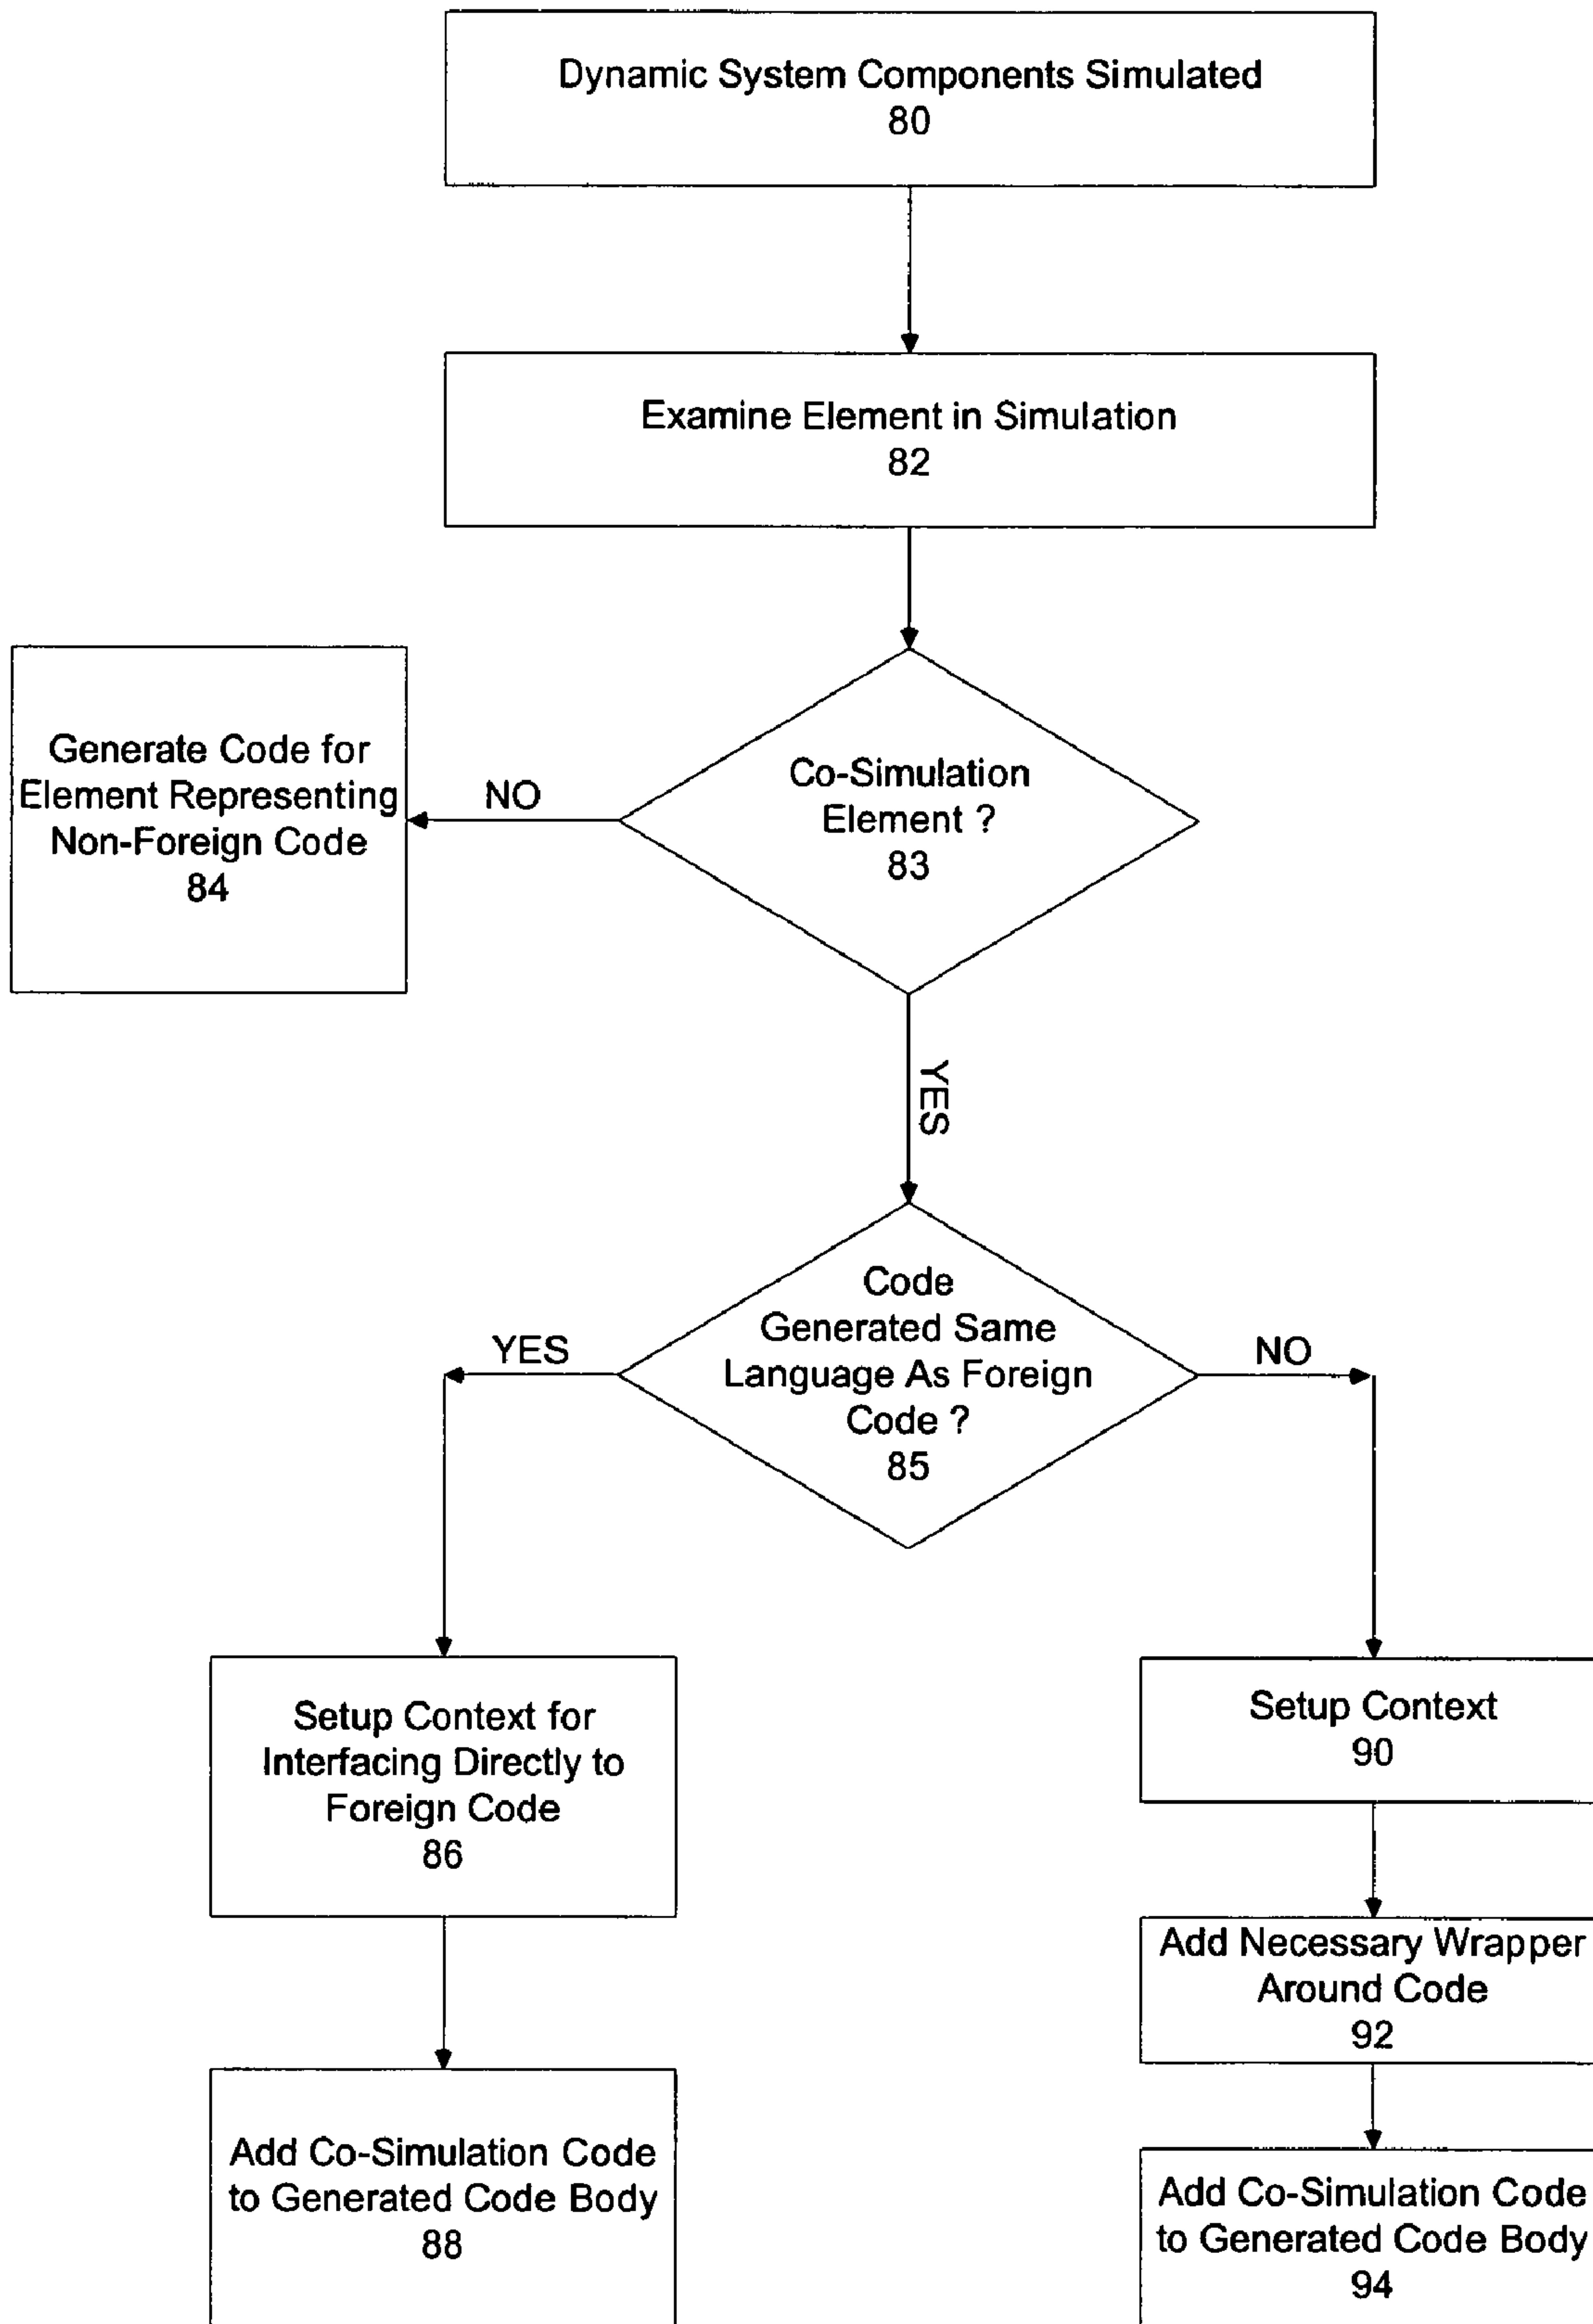 Dynamic System Components Simulated
80
Examine Element in Simulation
82
Generate Code for
Element Representing
Non-Foreign Code
84
NO
Co-Simulation
Element ?
83
YES
Code
Generated Same
Language As Foreign
Code ?
85
YES
NO
Setup Context for
Interfacing Directly to
Foreign Code
86
Setup Context
90
Add Necessary Wrapper
Around Code
92
Add Co-Simulation Code
to Generated Code Body
88
Add Co-Simulation Code
to Generated Code Body
94